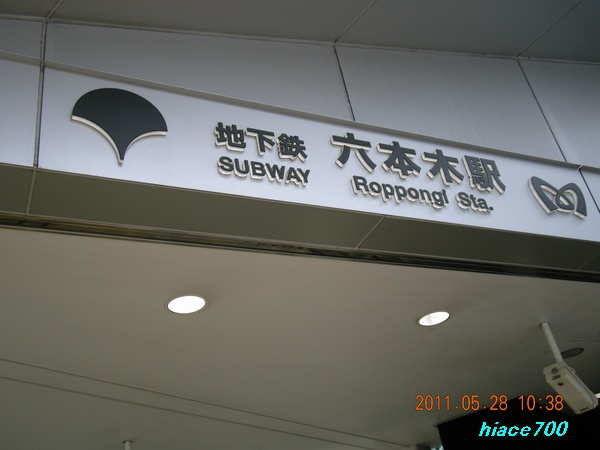 地下鉄
SUBWAY
六本木駅
Roppongi Sta.
2011.05.28 10:38
hiace700